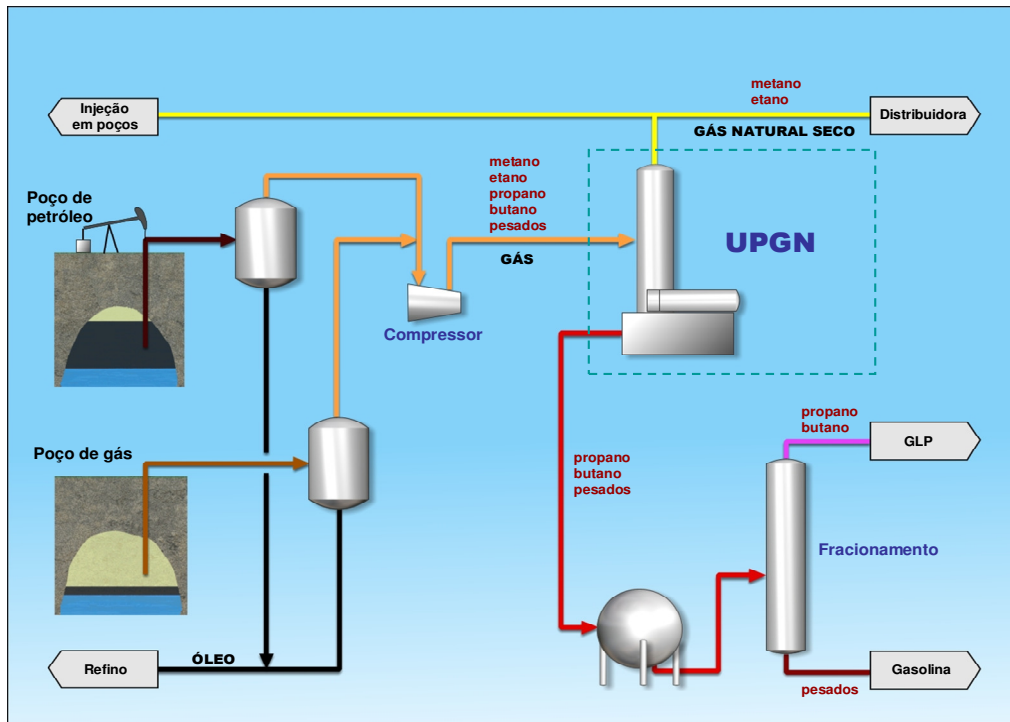 metano
etano
Injeção
em poços
Distribuidora
GÁS NATURAL SECO
metano
etano
propano
butano
pesados
Poço de
petróleo
UPGN
GÁS
Compressor
propano
butano
GLP
Poço de gás
propano
butano
pesados
Fracionamento
ÓLEO
Refino
Gasolina
pesados